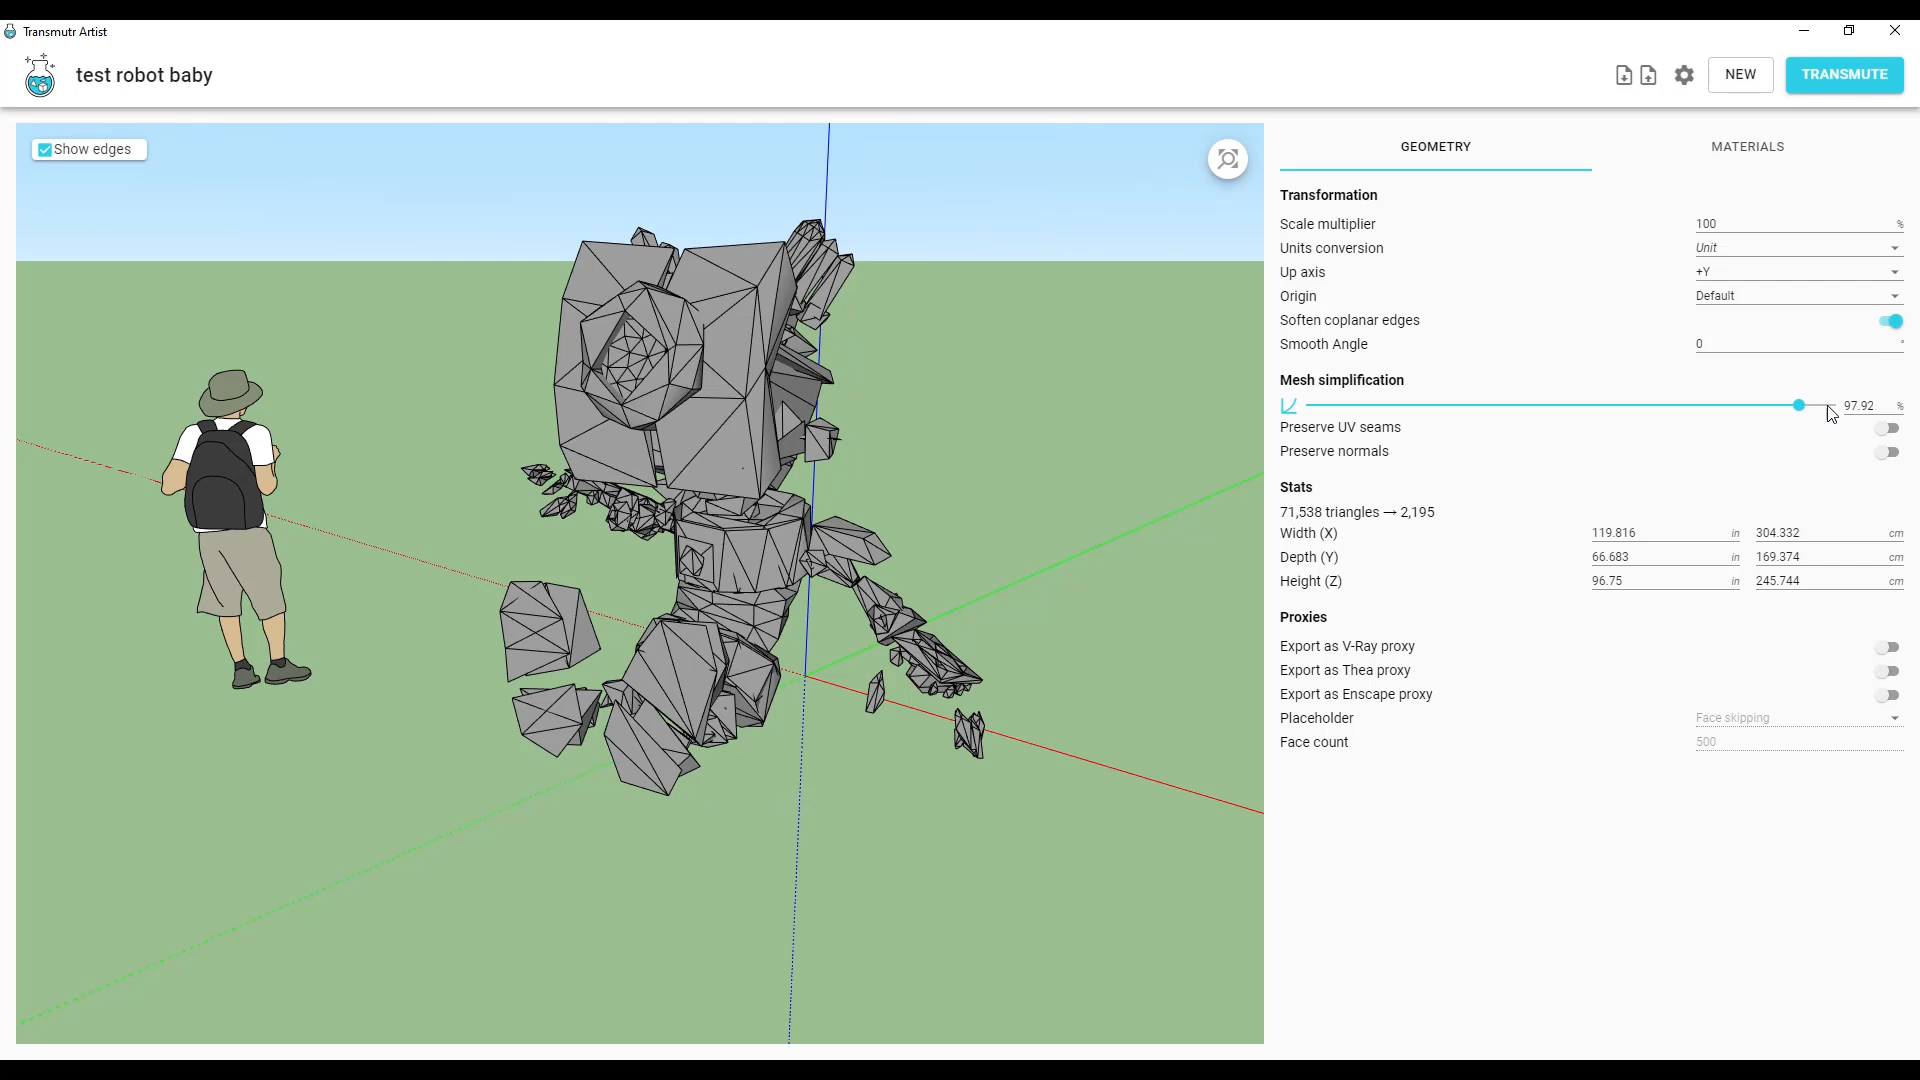 Transmutr Artist
test robot baby
NEW
TRANSMUTE
Show edges
GEOMETRY
MATERIALS
Transformation
Scale multiplier 100 %
Units conversion Unit
Up axis +Y
Origin Default
Soften coplanar edges
Smooth Angle 0 °
Mesh simplification
97.92 %
Preserve UV seams
Preserve normals
Stats
71,538 triangles → 2,195
Width (X) 119.816 in 304.332 cm
Depth (Y) 66.683 in 169.374 cm
Height (Z) 96.75 in 245.744 cm
Proxies
Export as V-Ray proxy
Export as Thea proxy
Export as Enscape proxy
Placeholder Face skipping
Face count 500